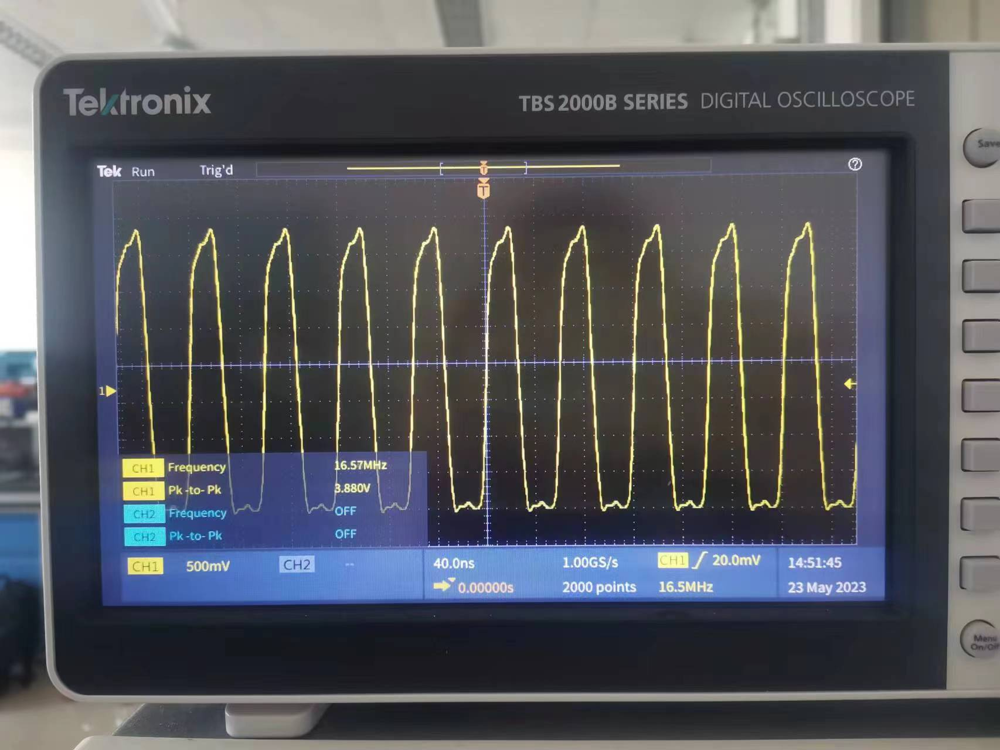 Tektronix
TBS 2000B SERIES DIGITAL OSCILLOSCOPE
Save
Tek Run Trig'd T ?
T
1
CH1 Frequency 16.57MHz
CH1 Pk -to- Pk 3.880V
CH2 Frequency OFF
CH2 Pk -to- Pk OFF
CH1 500mV CH2 -- 40.0ns 1.00GS/s CH1 20.0mV 14:51:45
0.00000s 2000 points 16.5MHz 23 May 2023
Menu
On/Off